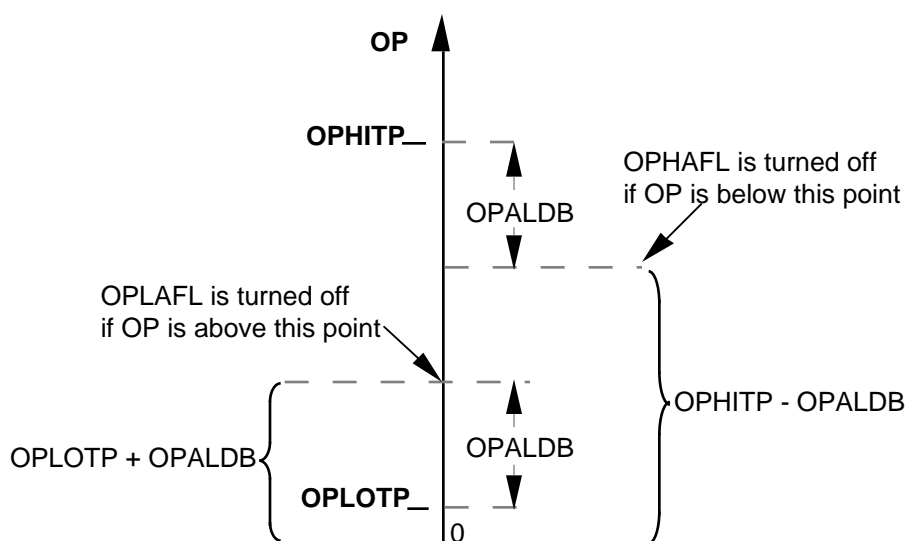 OP
OPHITP_
OPHAFL is turned off
if OP is below this point
OPALDB
OPLAFL is turned off
if OP is above this point
OPHITP - OPALDB
OPALDB
OPLOTP + OPALDB
OPLOTP_
0